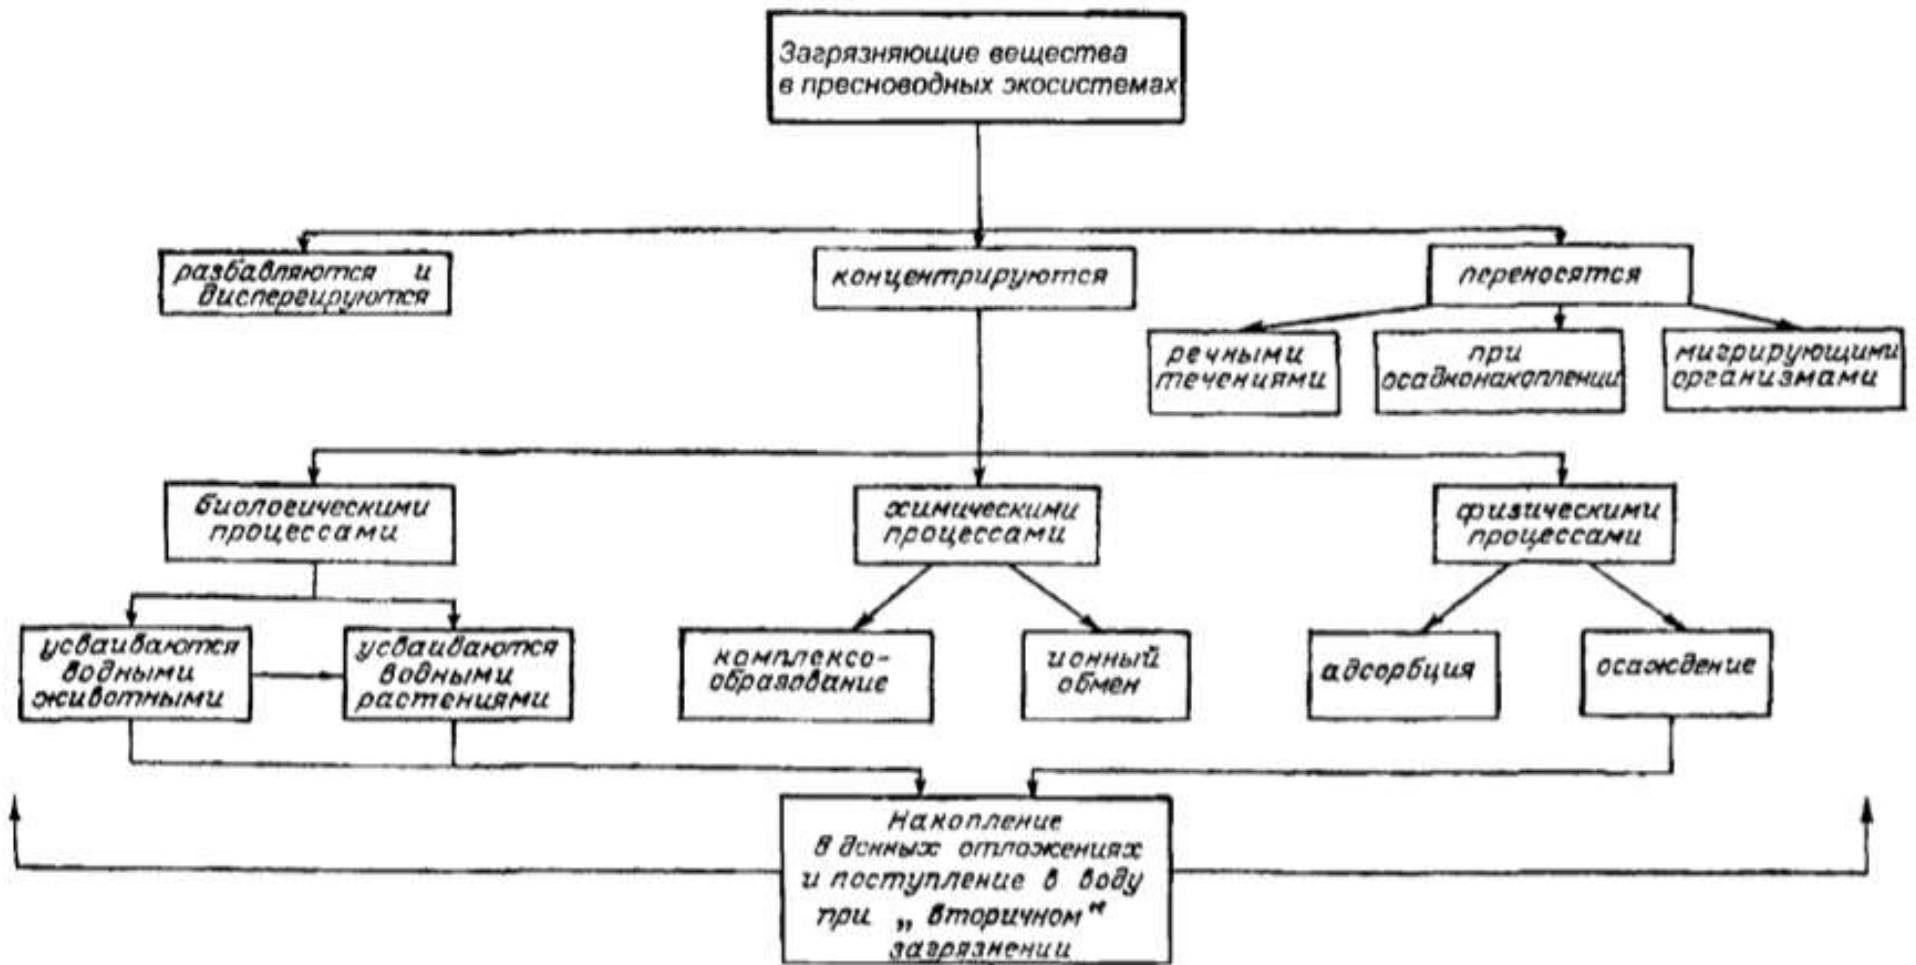 Загрязняющие вещества
в пресноводных экосистемах
разбавляются и
диспергируются
концентрируются
переносятся
речными
течениями
при
осадконакоплении
мигрирующими
организмами
биологическими
процессами
химическими
процессами
физическими
процессами
усваиваются
водными
животными
усваиваются
водными
растениями
комплексо-
образование
ионный
обмен
адсорбция
осаждение
Накопление
в донных отложениях
и поступление в воду
при „ вторичном "
загрязнении